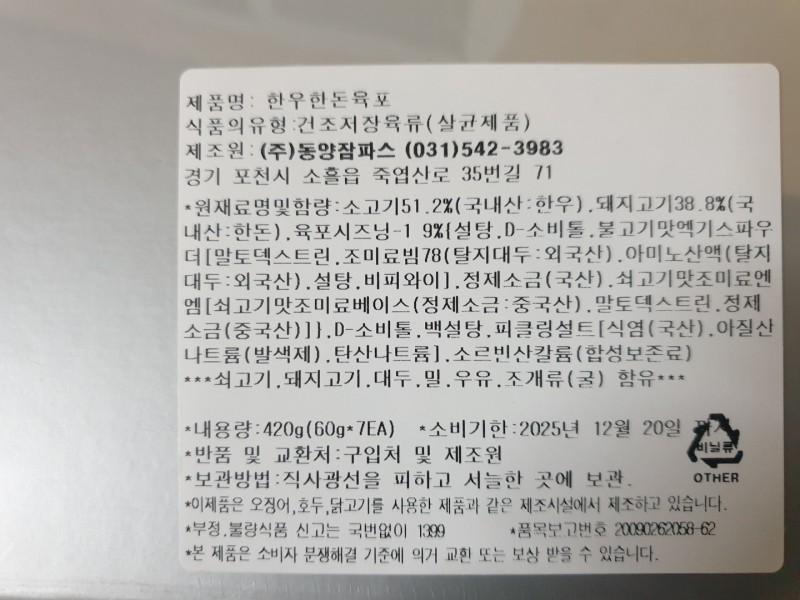 제품명: 한우한돈육포
식품의유형:건조저장육류(살균제품)
제조원:(주)동양잠파스 (031)542-3983
경기 포천시 소흘읍 죽엽산로 35번길 71
*원재료명및함량:소고기51.2%(국내산:한우),돼지고기38.8%(국
내산:한돈),육포시즈닝-1 9%{설탕,D-소비톨,불고기맛엑기스파우
더[말토덱스트린,조미료빔78(탈지대두:외국산),아미노산액(탈지
대두:외국산),설탕,비피와이],정제소금(국산),쇠고기맛조미료엔
엠[쇠고기맛조미료베이스(정제소금:중국산),말토덱스트린,정제
소금(중국산)]},D-소비톨,백설탕,피클링설트[식염(국산),아질산
나트륨(발색제),탄산나트륨],소르빈산칼륨(합성보존료)
***쇠고기,돼지고기,대두,밀,우유,조개류(굴) 함유***
*내용량:420g(60g*7EA) *소비기한:2025년 12월 20일 까지
*반품 및 교환처:구입처 및 제조원
비닐류
*보관방법:직사광선을 피하고 서늘한 곳에 보관.
OTHER
*이제품은 오징어,호두,닭고기를 사용한 제품과 같은 제조시설에서 제조하고 있습니다.
*부정,불량식품 신고는 국번없이 1399 *품목보고번호 20090262058-62
*본 제품은 소비자 분쟁해결 기준에 의거 교환 또는 보상 받을 수 있습니다.